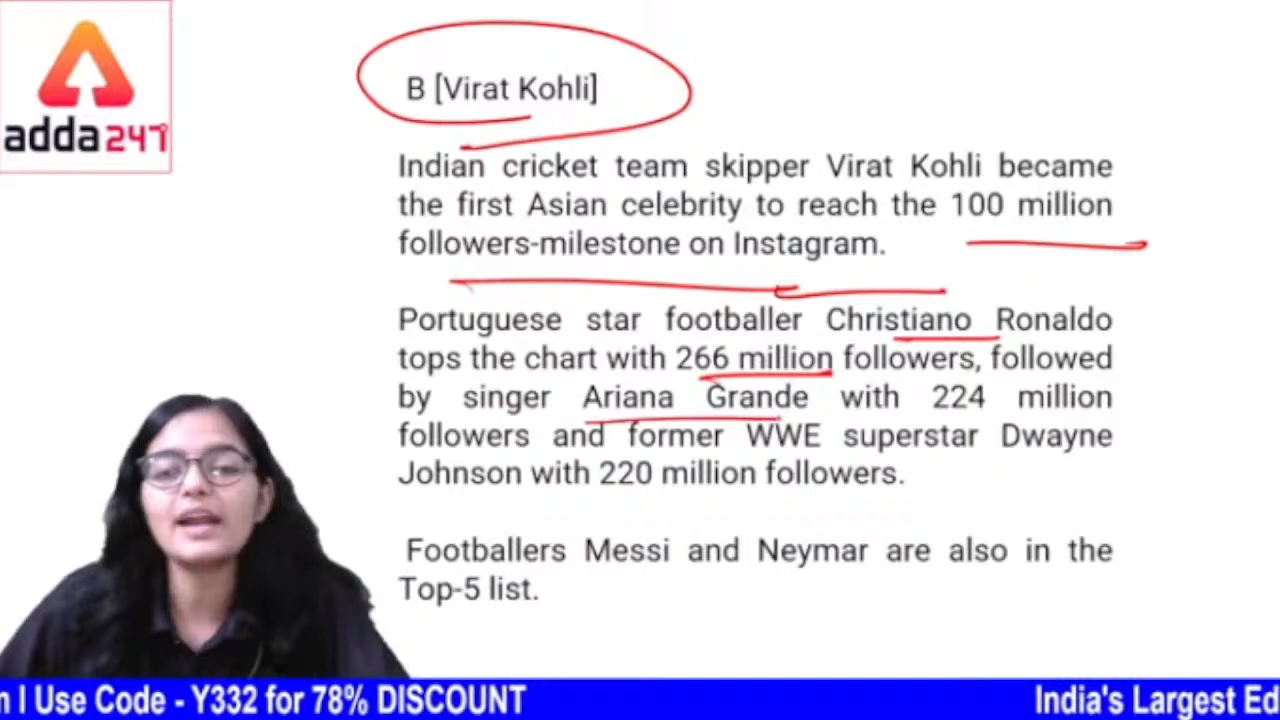 adda247
B [Virat Kohli]
Indian cricket team skipper Virat Kohli became
the first Asian celebrity to reach the 100 million
followers-milestone on Instagram.
Portuguese star footballer Christiano Ronaldo
tops the chart with 266 million followers, followed
by singer Ariana Grande with 224 million
followers and former WWE superstar Dwayne
Johnson with 220 million followers.
Footballers Messi and Neymar are also in the
Top-5 list.
I Use Code - Y332 for 78% DISCOUNT
India's Largest